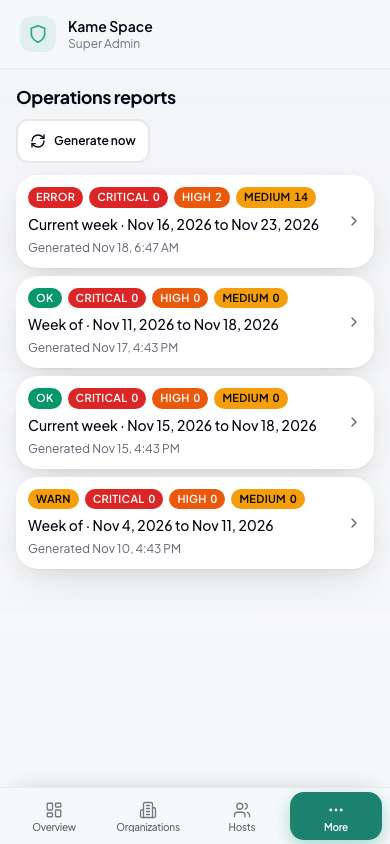 Kame Space
Super Admin
Operations reports
Generate now
ERROR CRITICAL 0 HIGH 2 MEDIUM 14
Current week · Nov 16, 2026 to Nov 23, 2026
Generated Nov 18, 6:47 AM
OK CRITICAL 0 HIGH 0 MEDIUM 0
Week of · Nov 11, 2026 to Nov 18, 2026
Generated Nov 17, 4:43 PM
OK CRITICAL 0 HIGH 0 MEDIUM 0
Current week · Nov 15, 2026 to Nov 18, 2026
Generated Nov 15, 4:43 PM
WARN CRITICAL 0 HIGH 0 MEDIUM 0
Week of · Nov 4, 2026 to Nov 11, 2026
Generated Nov 10, 4:43 PM
Overview Organizations Hosts More